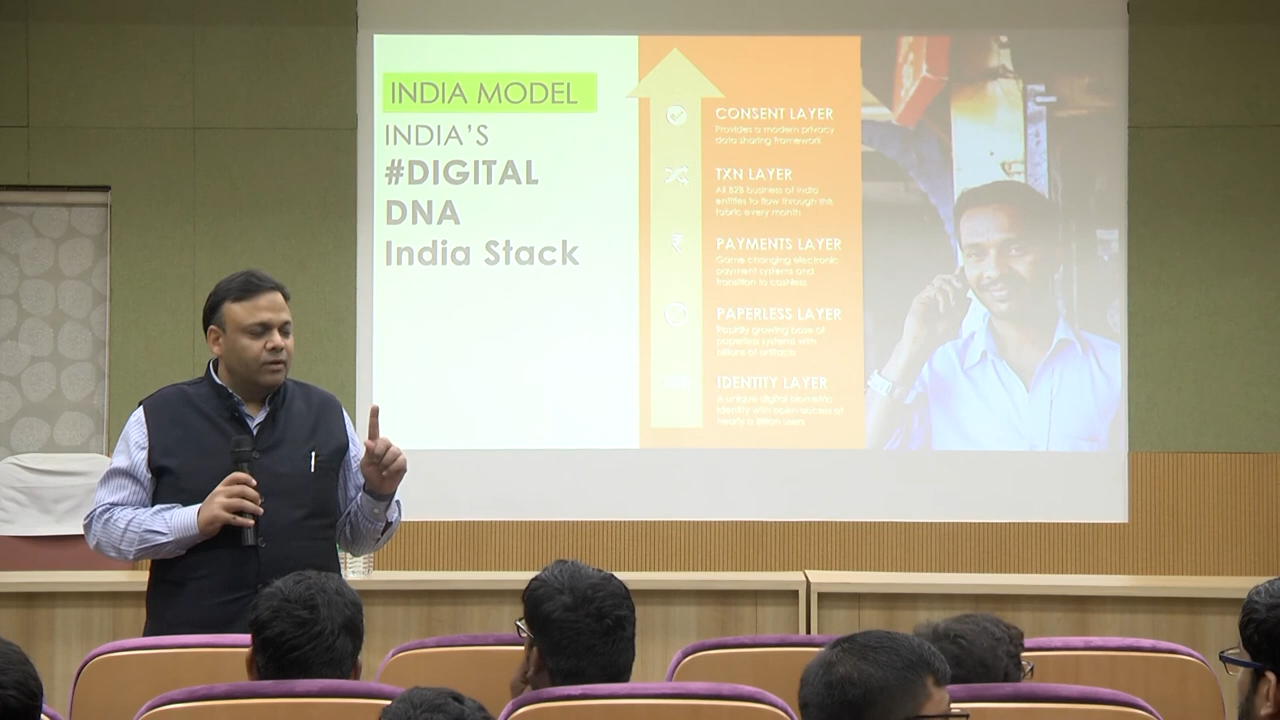 INDIA MODEL
INDIA'S
#DIGITAL
DNA
India Stack
CONSENT LAYER
Provides a modern privacy
data sharing framework
TXN LAYER
All B2B business of India
entities to flow through this
fabric every month
PAYMENTS LAYER
Game changing electronic
payment systems and
Transition to cashless
PAPERLESS LAYER
Rapidly growing base of
paperless systems with
billions of artifacts
IDENTITY LAYER
A unique digital biometric
identity with open access of
nearly a billion users